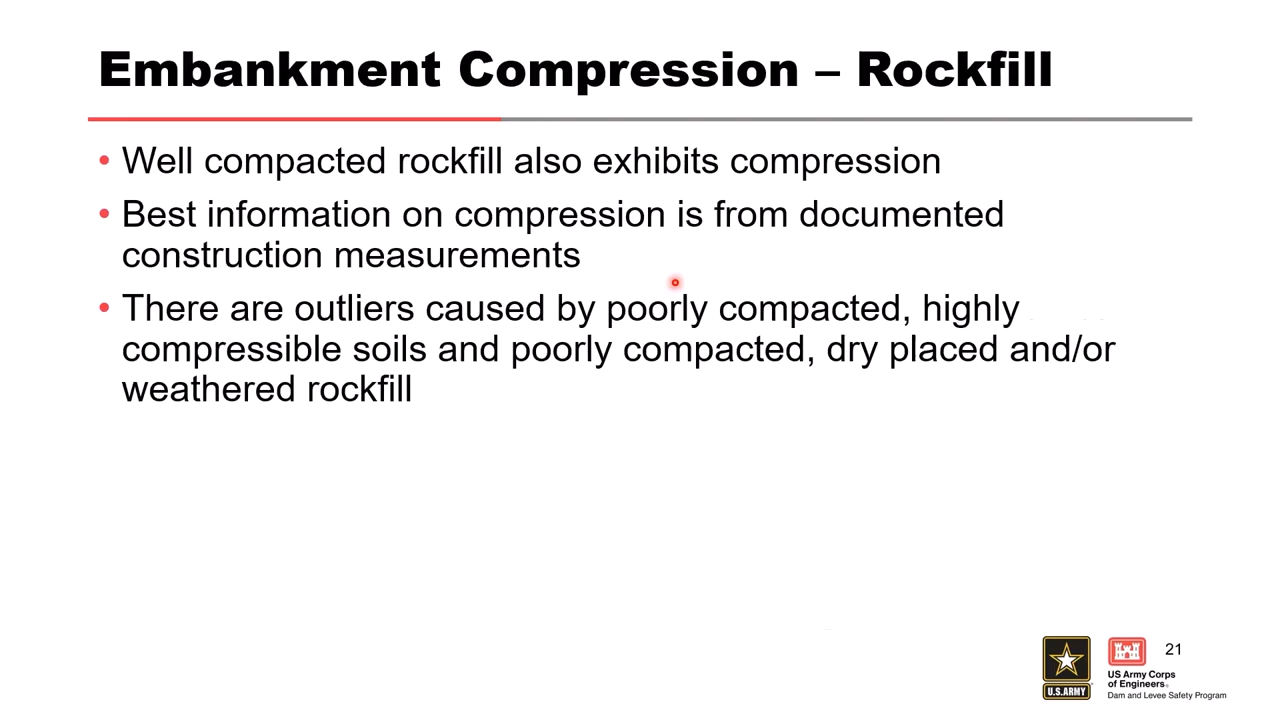 Embankment Compression – Rockfill
• Well compacted rockfill also exhibits compression
• Best information on compression is from documented
construction measurements
• There are outliers caused by poorly compacted, highly
compressible soils and poorly compacted, dry placed and/or
weathered rockfill
21
U.S.ARMY
US Army Corps
of Engineers®
Dam and Levee Safety Program